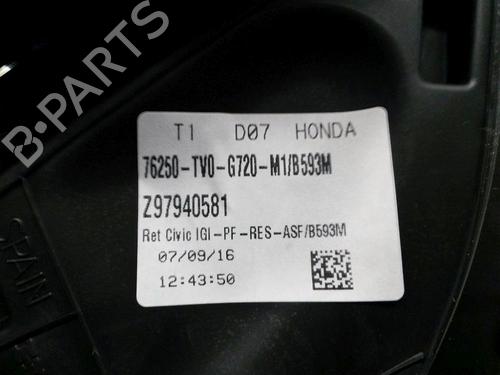 B-PARTS
T1 D07 HONDA
76250-TV0-G720-M1/B593M
Z97940581
Ret Civic IGI-PF-RES-ASF/B593M
07/09/16
12:43:50
SPAIN